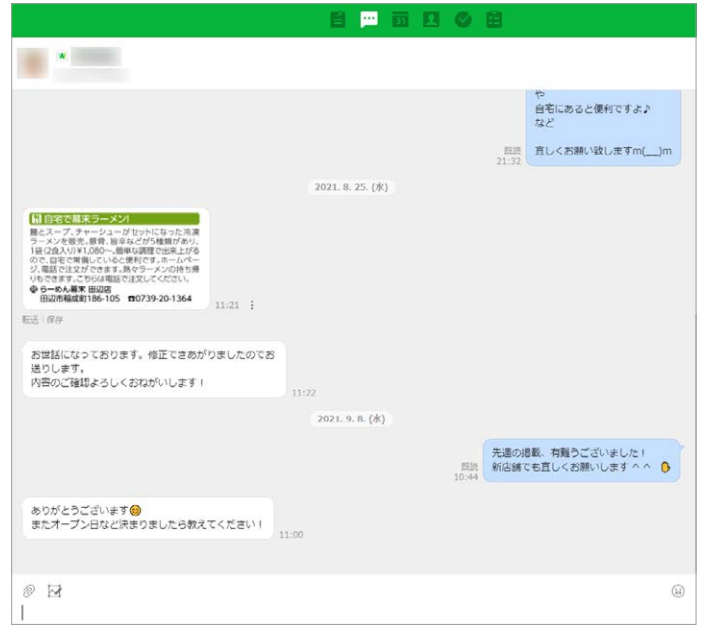 31
W
や
自宅にあると便利ですよ♪
など
宜しくお願い致しますm(__)m
既読
21:32
2021. 8. 25. (水)
自宅で幕末ラーメン!
麺とスープ、チャーシューがセットになった冷凍
ラーメンを販売。豚骨、旨辛などが5種類があり、
1袋(2食入り)¥1,080〜。簡単な調理で出来上がる
ので、自宅で常備していると便利です。ホームペー
ジ、電話で注文ができます。熱々ラーメンの持ち帰
りもできます。こちらは電話で注文してください。
らーめん幕末 田辺店
田辺市稲成町186-105 ☎0739-20-1364
11:21
転送 | 保存
お世話になっております。修正できあがりましたのでお
送りします。
内容のご確認よろしくおねがいします!
11:22
2021. 9. 8. (水)
先週の掲載、有難うございました!
新店舗でも宜しくお願いします^ ^
既読
10:44
ありがとうございます😊
またオープン日など決まりましたら教えてください!
11:00